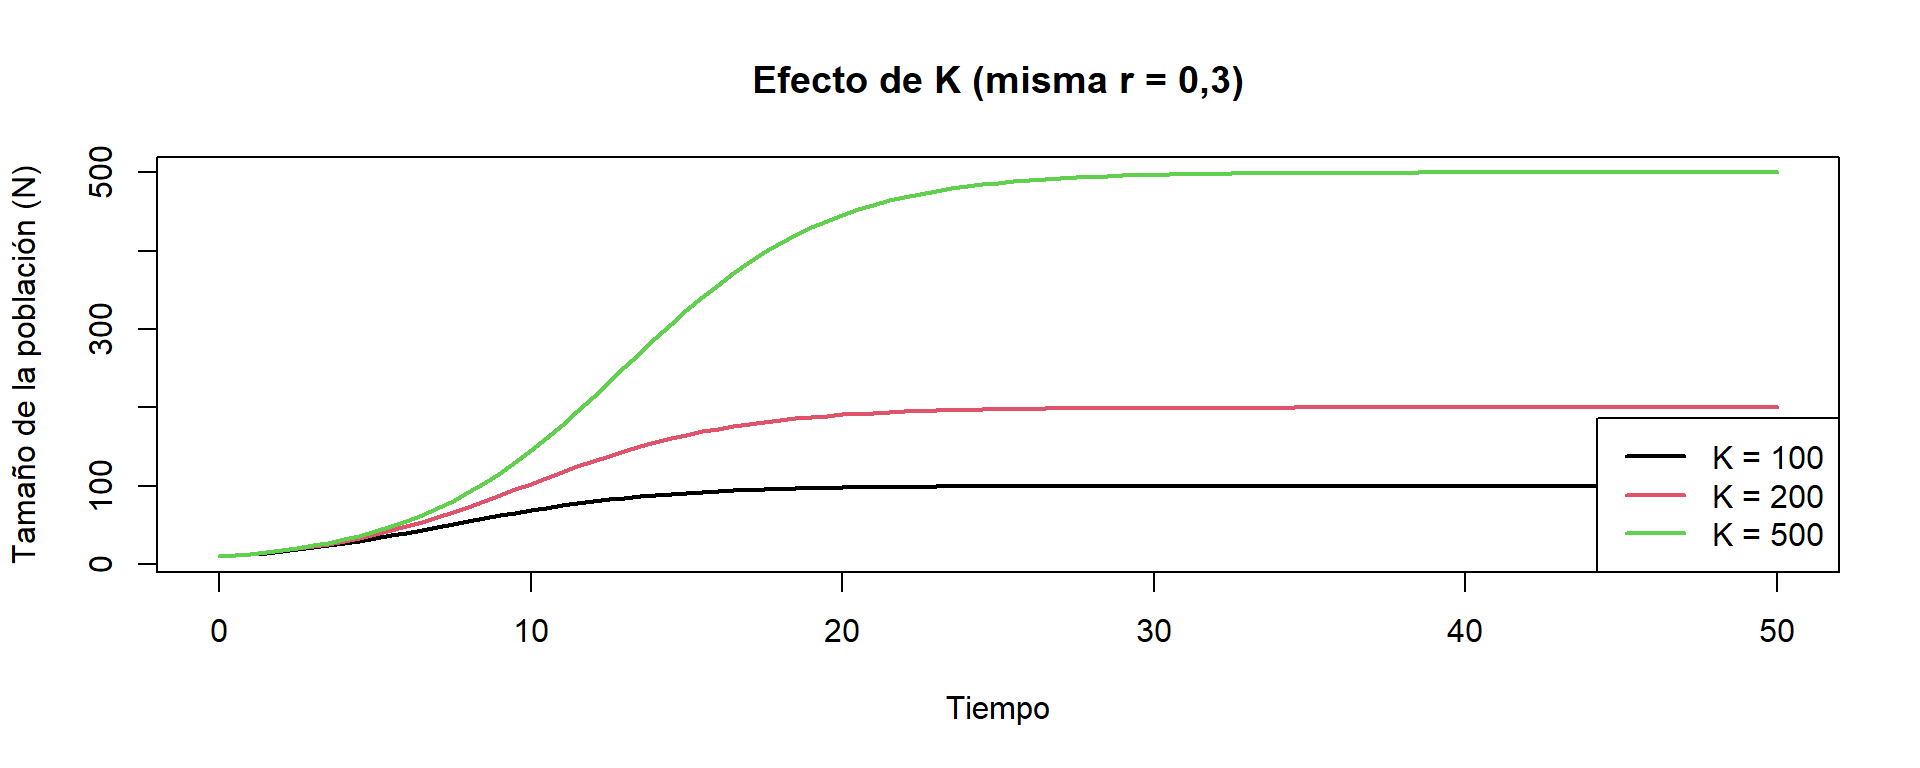 Efecto de K (misma r = 0,3)
Tamaño de la población (N)
500
300
100
0
K = 100
K = 200
K = 500
0 10 20 30 40 50
Tiempo